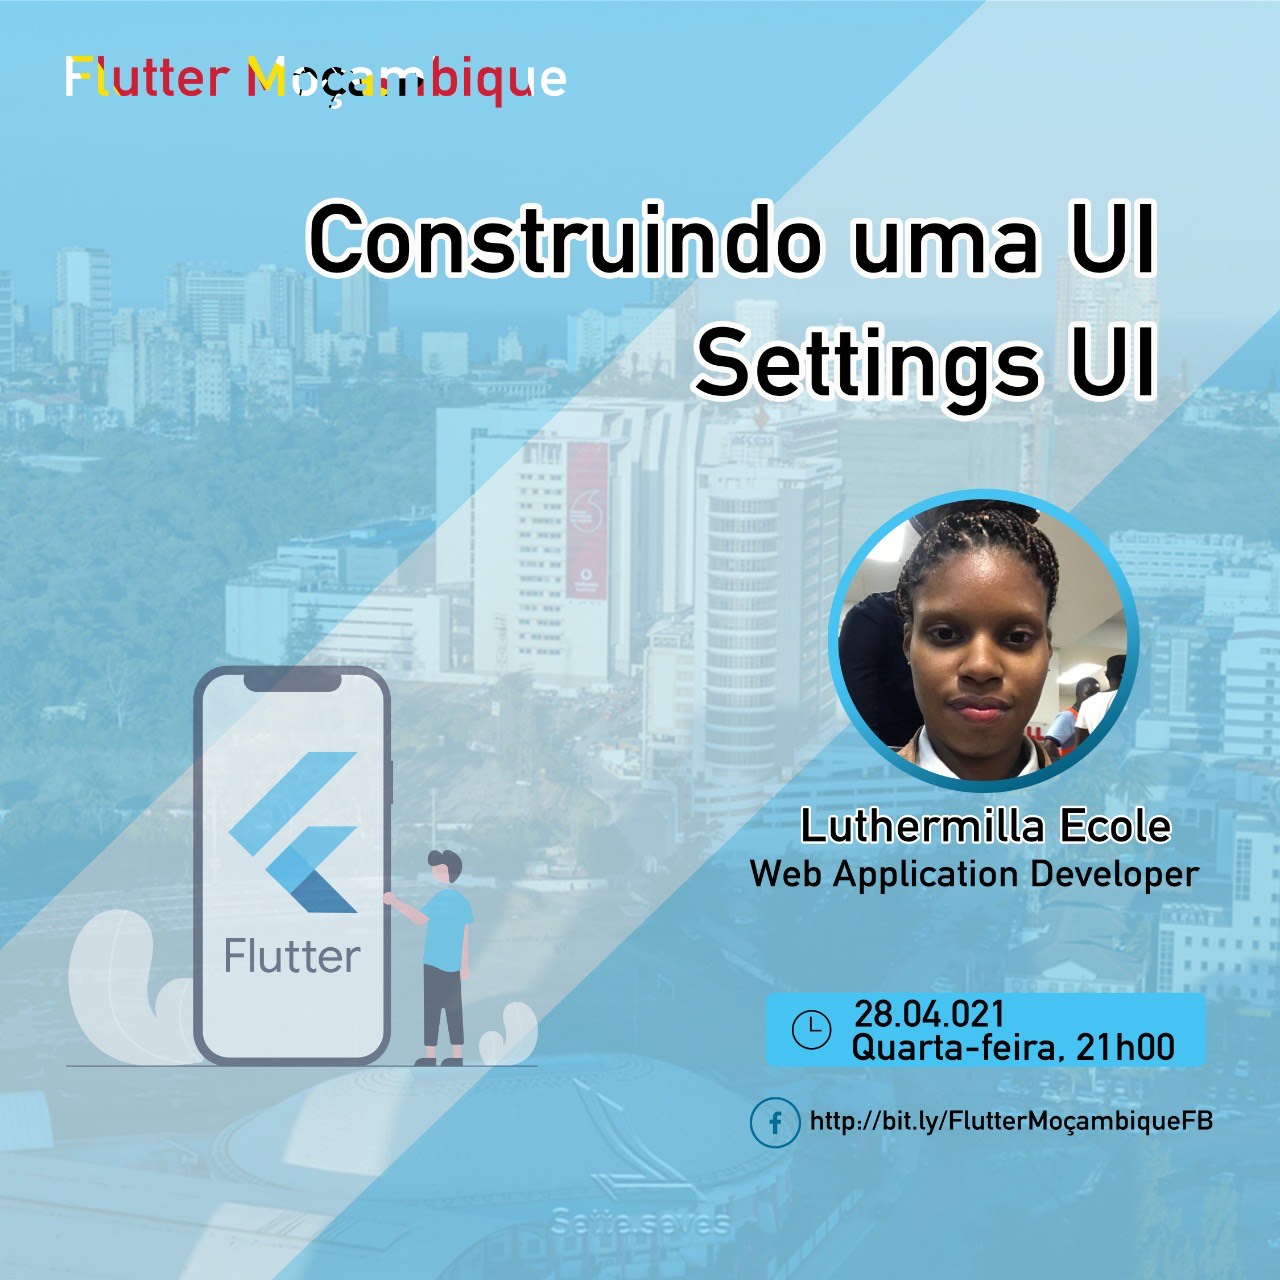 Flutter Moçambique
Construindo uma UI
Settings UI
access
Luthermilla Ecole
Web Application Developer
Flutter
28.04.021
Quarta-feira, 21h00
http://bit.ly/FlutterMoçambiqueFB